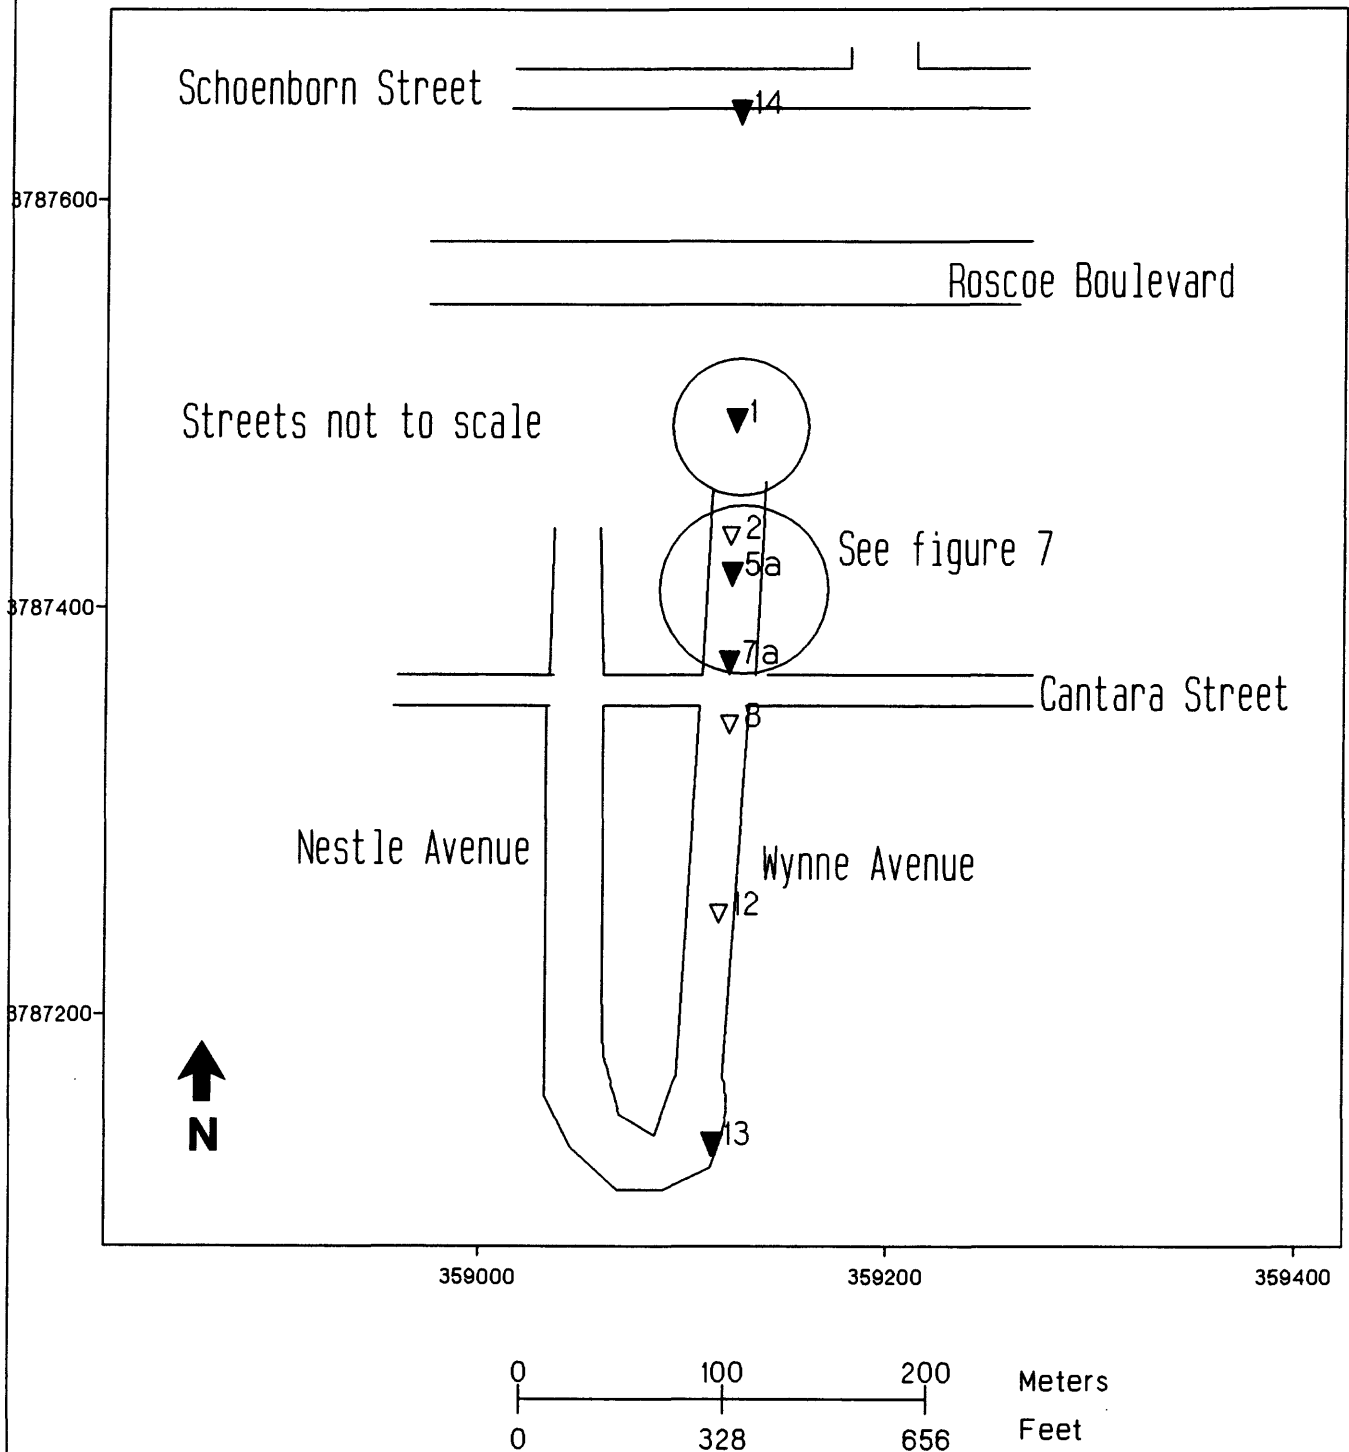 Schoenborn Street
14
3787600
Roscoe Boulevard
Streets not to scale
1
2
See figure 7
5a
3787400
7a
Cantara Street
8
Nestle Avenue
Wynne Avenue
12
3787200
N
13
359000 359200 359400
0 100 200 Meters
0 328 656 Feet